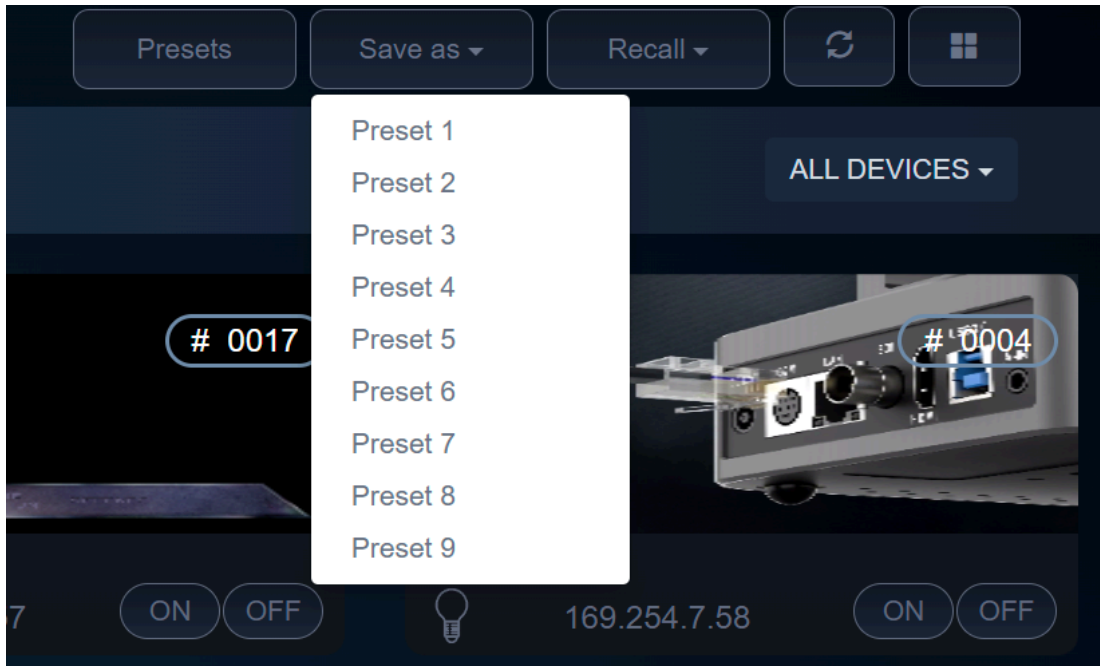 Presets Save as Recall
Preset 1
Preset 2
ALL DEVICES
Preset 3
Preset 4
# 0017
Preset 5
# 0004
Preset 6
Preset 7
Preset 8
Preset 9
7 ON OFF
169.254.7.58 ON OFF